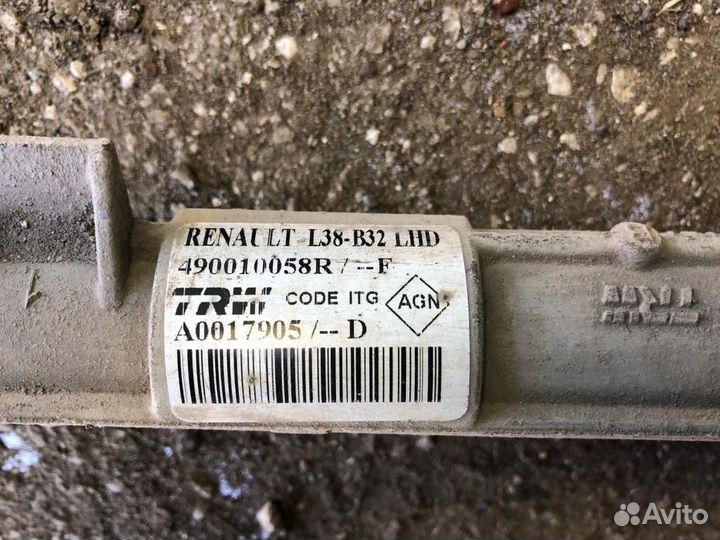 RENAULT L38-B32 LHD
490010058R / --F
TRW CODE ITG AGN
A0017905 /-- D
Avito